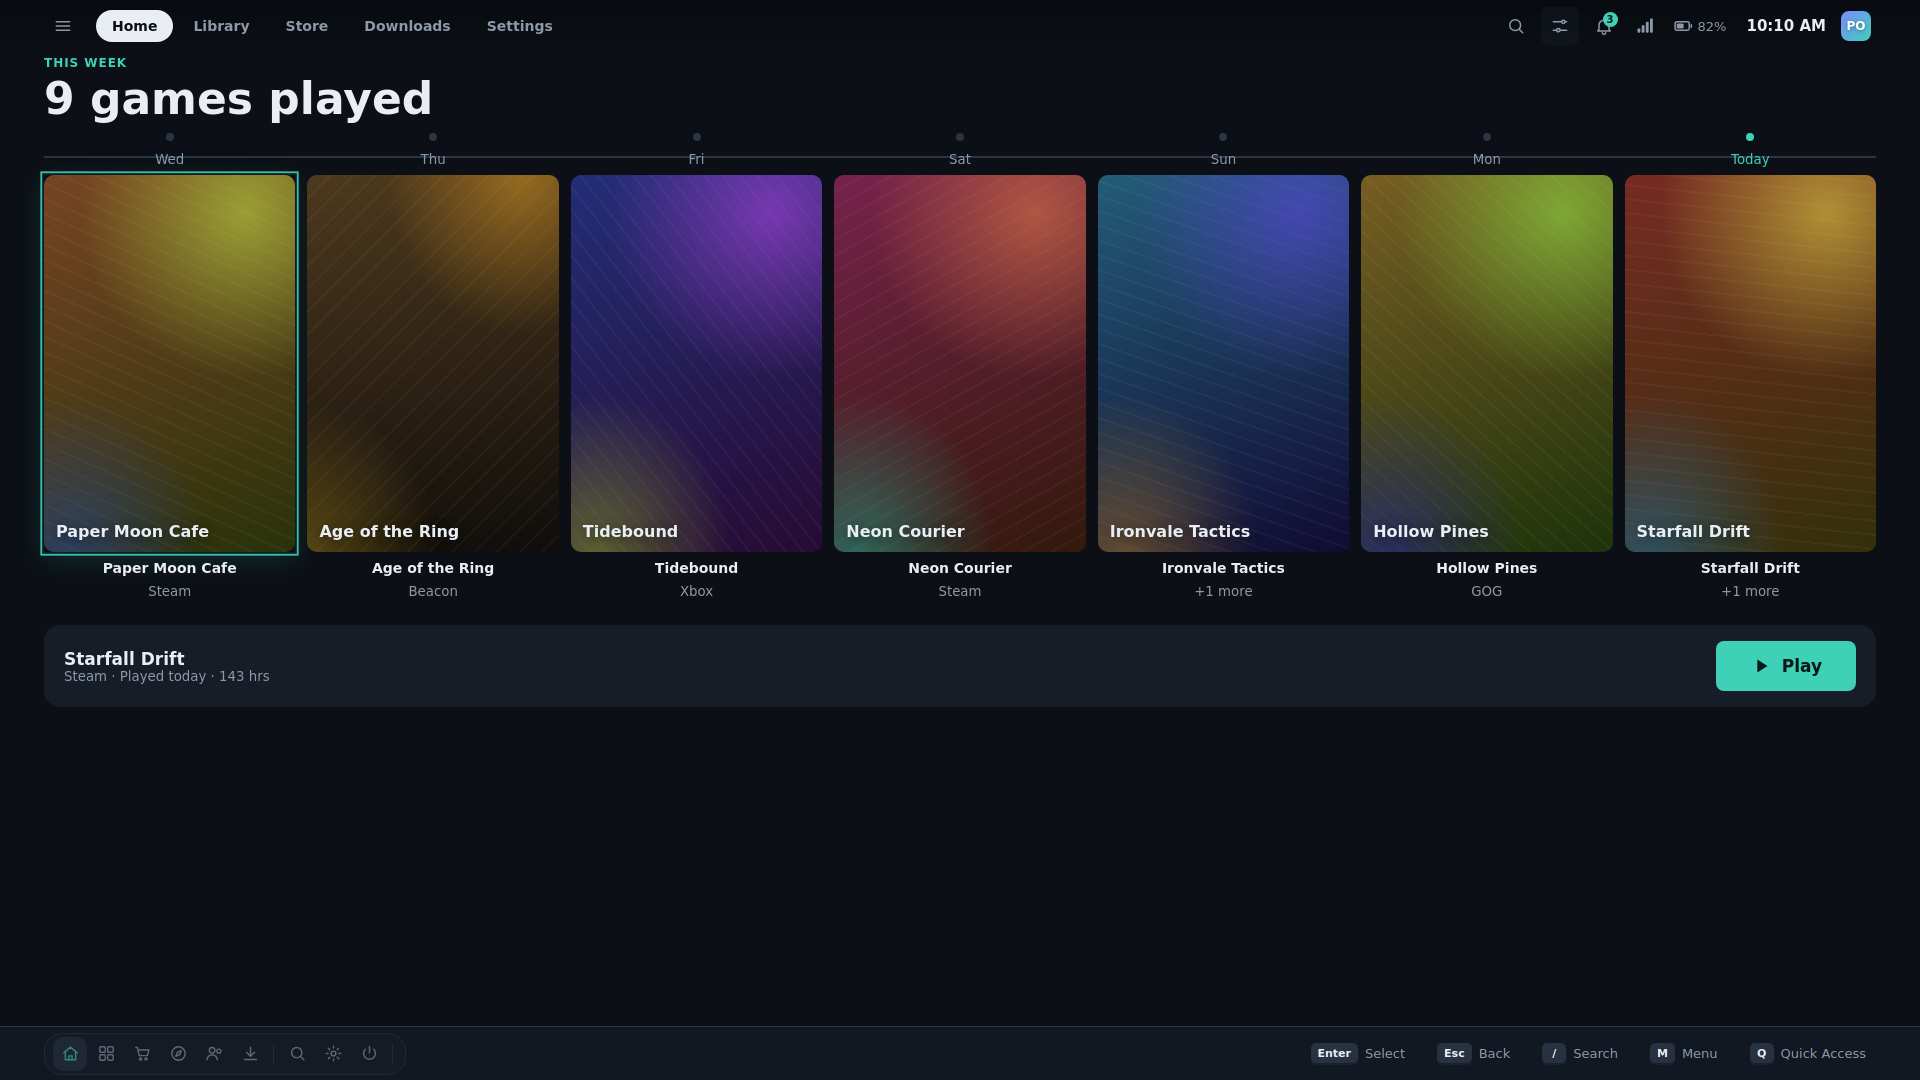 Home Library Store Downloads Settings 3 82% 10:10 AM PO
THIS WEEK
9 games played
Wed Thu Fri Sat Sun Mon Today
Paper Moon Cafe Age of the Ring Tidebound Neon Courier Ironvale Tactics Hollow Pines Starfall Drift
Paper Moon Cafe Age of the Ring Tidebound Neon Courier Ironvale Tactics Hollow Pines Starfall Drift
Steam Beacon Xbox Steam +1 more GOG +1 more
Starfall Drift
Steam · Played today · 143 hrs
Play
Enter Select Esc Back / Search M Menu Q Quick Access